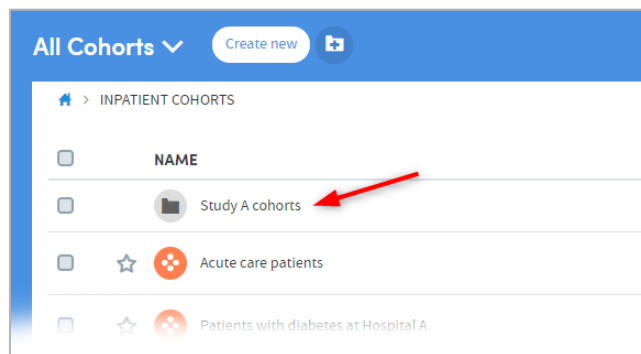 All Cohorts
Create new
> INPATIENT COHORTS
NAME
Study A cohorts
Acute care patients
Patients with diabetes at Hospital A